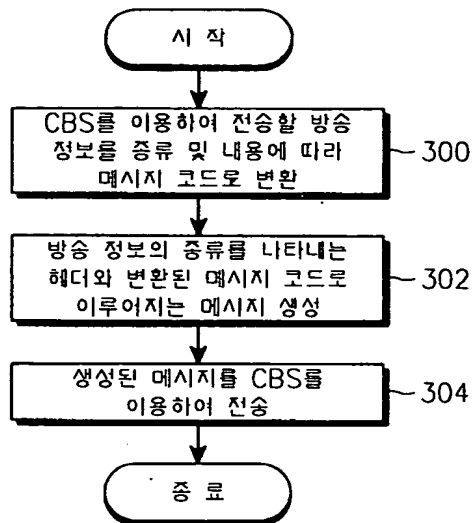 시 작
CBS를 이용하여 전송할 방송
정보를 종류 및 내용에 따라
메시지 코드로 변환
300
방송 정보의 종류를 나타내는
헤더와 변환된 메시지 코드로
이루어지는 메시지 생성
302
생성된 메시지를 CBS를
이용하여 전송
304
종 료